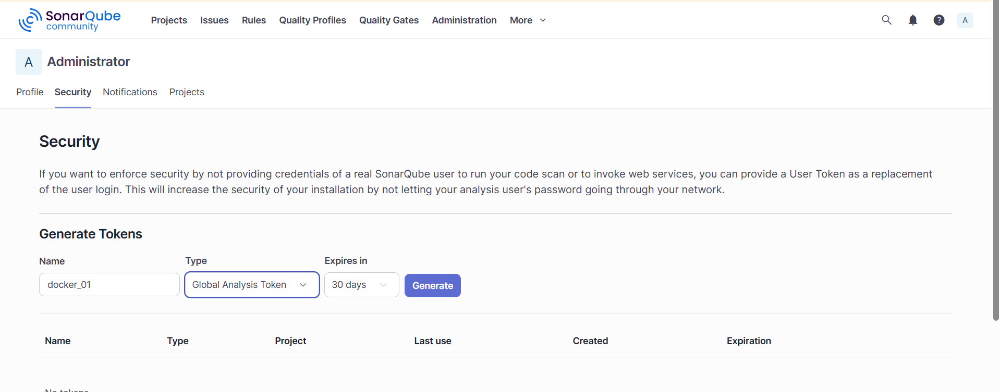 SonarQube community
Projects Issues Rules Quality Profiles Quality Gates Administration More ? A
A Administrator
Profile Security Notifications Projects
Security
If you want to enforce security by not providing credentials of a real SonarQube user to run your code scan or to invoke web services, you can provide a User Token as a replacement
of the user login. This will increase the security of your installation by not letting your analysis user's password going through your network.
Generate Tokens
Name Type Expires in
docker_01 Global Analysis Token 30 days Generate
Name Type Project Last use Created Expiration
No tokens